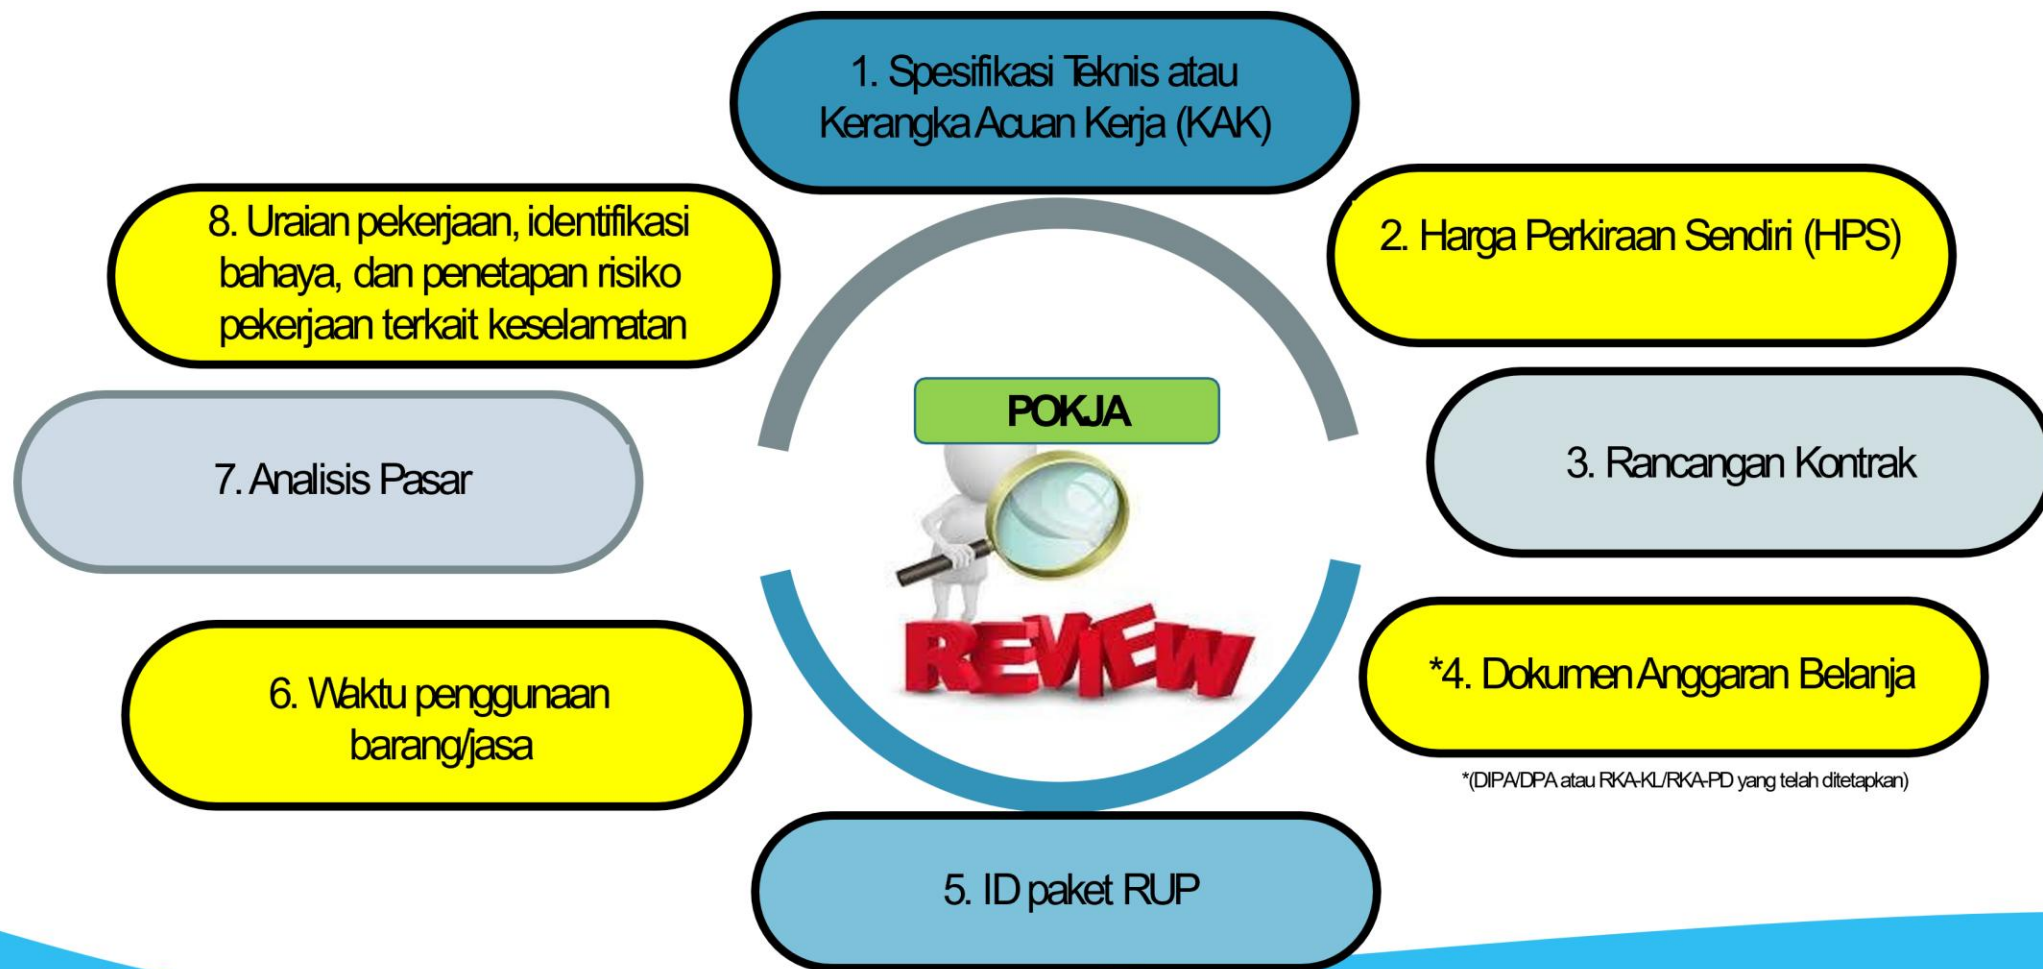 1. Spesifikasi Teknis atau
Kerangka Acuan Kerja (KAK)
2. Harga Perkiraan Sendiri (HPS)
3. Rancangan Kontrak
*4. Dokumen Anggaran Belanja
*(DIPA/DPA atau RKA-KL/RKA-PD yang telah ditetapkan)
5. ID paket RUP
6. Waktu penggunaan
barang/jasa
7. Analisis Pasar
8. Uraian pekerjaan, identifikasi
bahaya, dan penetapan risiko
pekerjaan terkait keselamatan
POKJA
REVIEW